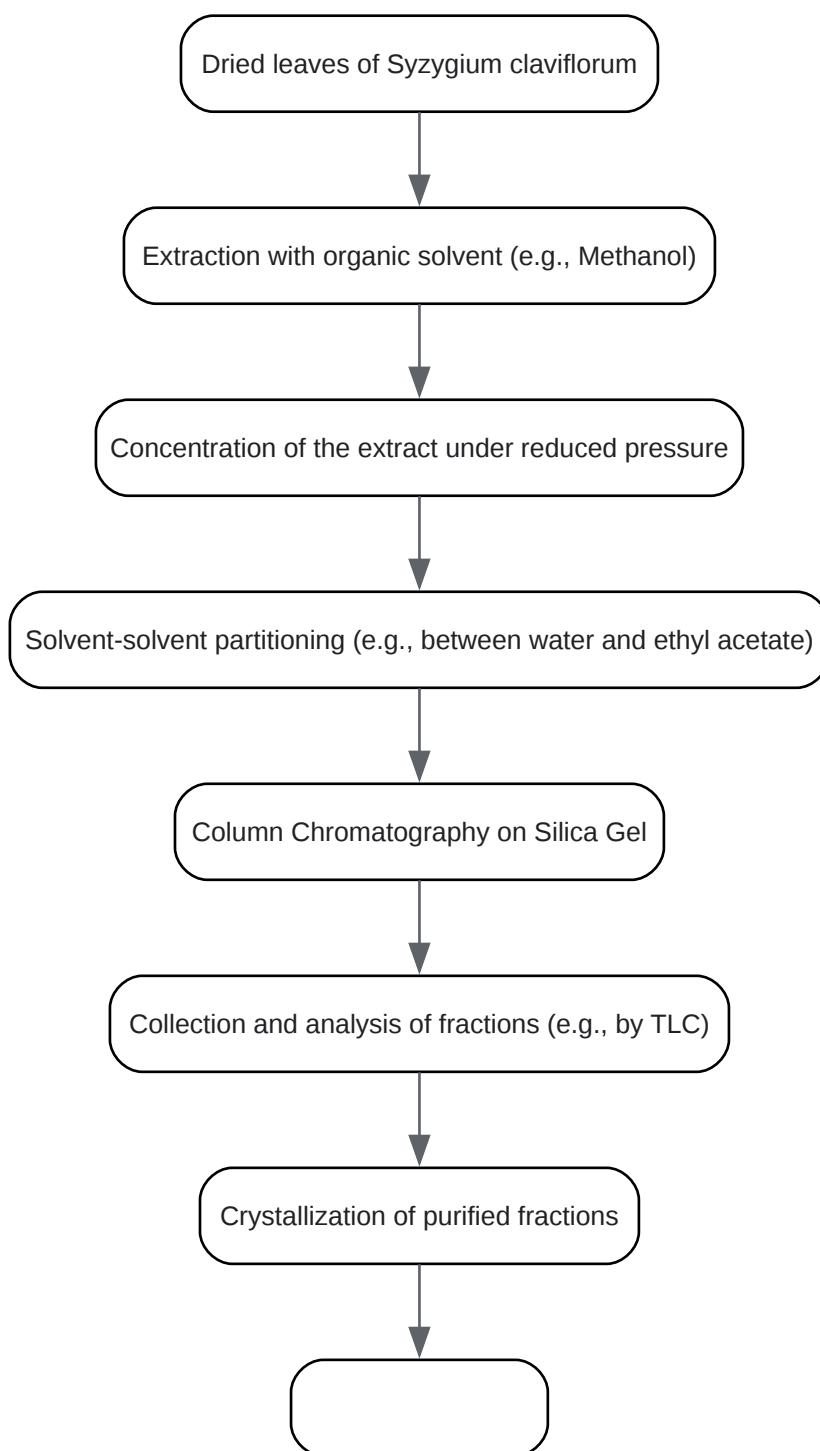 Dried leaves of Syzygium claviflorum
Extraction with organic solvent (e.g., Methanol)
Concentration of the extract under reduced pressure
Solvent-solvent partitioning (e.g., between water and ethyl acetate)
Column Chromatography on Silica Gel
Collection and analysis of fractions (e.g., by TLC)
Crystallization of purified fractions